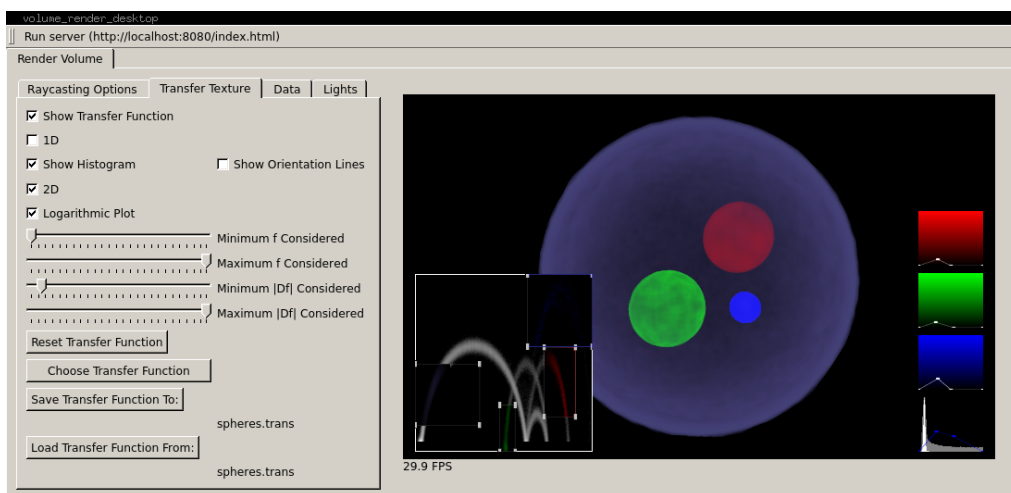 volume_render_desktop
Run server (http://localhost:8080/index.html)
Render Volume
Raycasting Options Transfer Texture Data Lights
Show Transfer Function
1D
Show Histogram Show Orientation Lines
2D
Logarithmic Plot
Minimum f Considered
Maximum f Considered
Minimum |Df| Considered
Maximum |Df| Considered
Reset Transfer Function
Choose Transfer Function
Save Transfer Function To:
spheres.trans
Load Transfer Function From:
spheres.trans
29.9 FPS